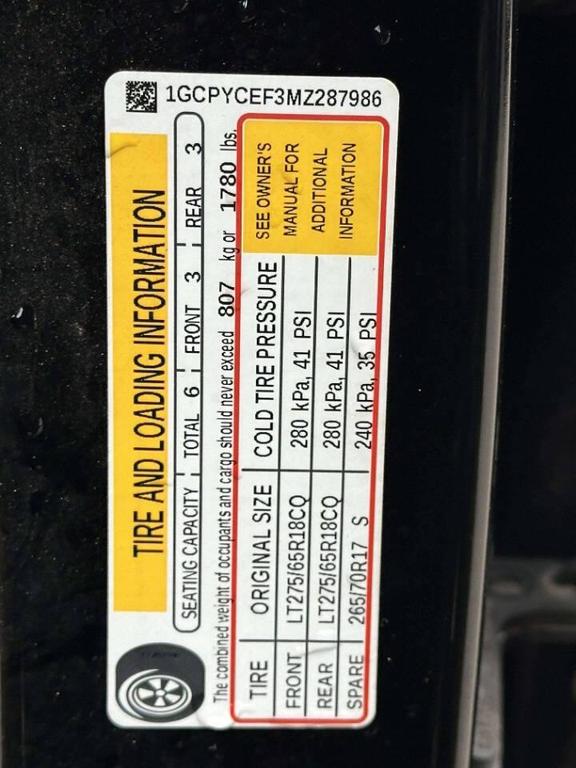 1GCPYCEF3MZ287986
TIRE AND LOADING INFORMATION
SEATING CAPACITY TOTAL 6 FRONT 3 REAR 3
The combined weight of occupants and cargo should never exceed 807 kg or 1780 lbs.
TIRE ORIGINAL SIZE COLD TIRE PRESSURE SEE OWNER'S
FRONT LT275/65R18CQ 280 kPa, 41 PSI MANUAL FOR
REAR LT275/65R18CQ 280 kPa, 41 PSI ADDITIONAL
SPARE 265/70R17 S 240 kPa, 35 PSI INFORMATION